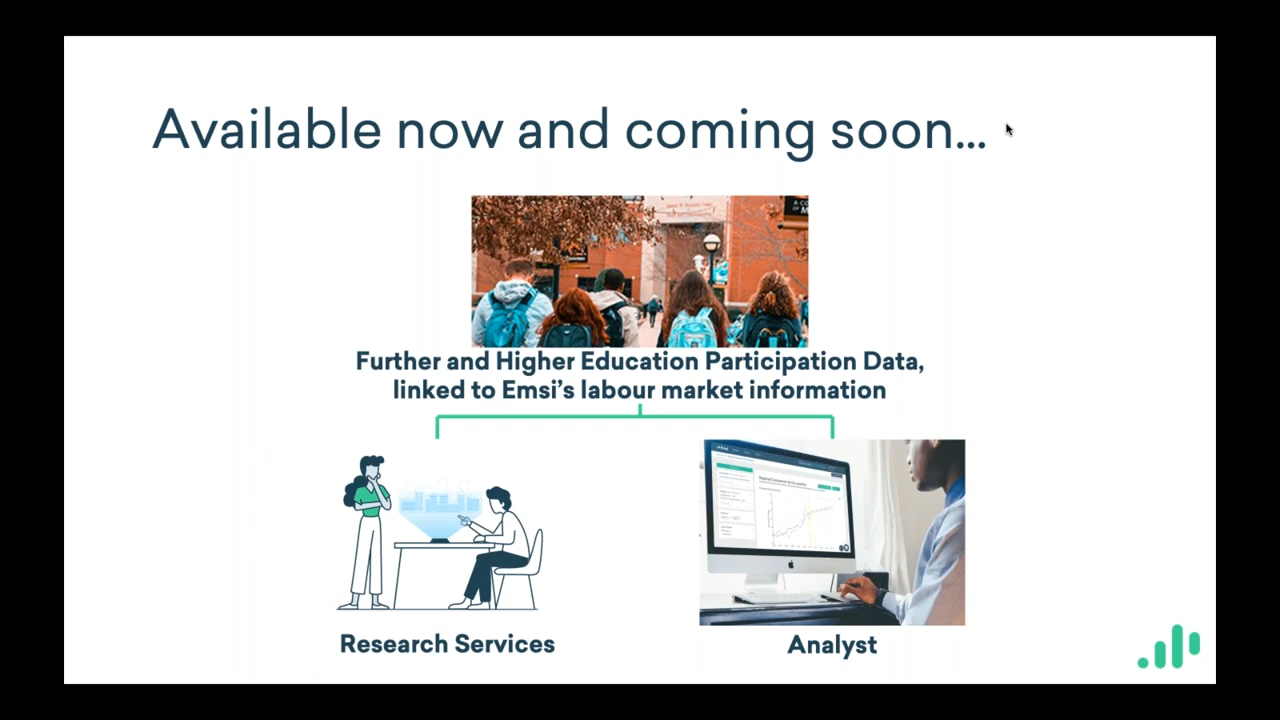 Available now and coming soon...
Further and Higher Education Participation Data,
linked to Emsi's labour market information
Research Services
Analyst